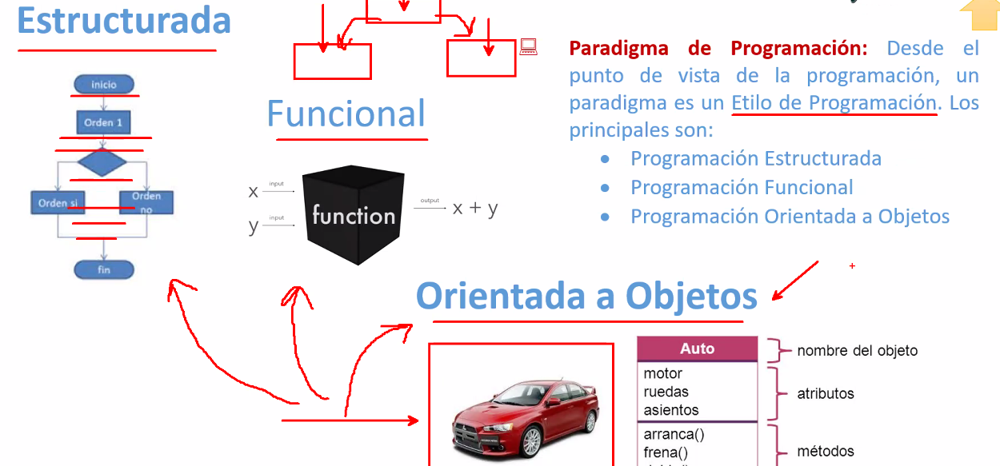 Estructurada
inicio
Orden 1
Orden si
Orden
no
fin
Funcional
x
input
y
input
function
output
x + y
Paradigma de Programación: Desde el
punto de vista de la programación, un
paradigma es un Etilo de Programación. Los
principales son:
• Programación Estructurada
• Programación Funcional
• Programación Orientada a Objetos
Orientada a Objetos
Auto
nombre del objeto
motor
ruedas
asientos
atributos
arranca()
frena()
métodos